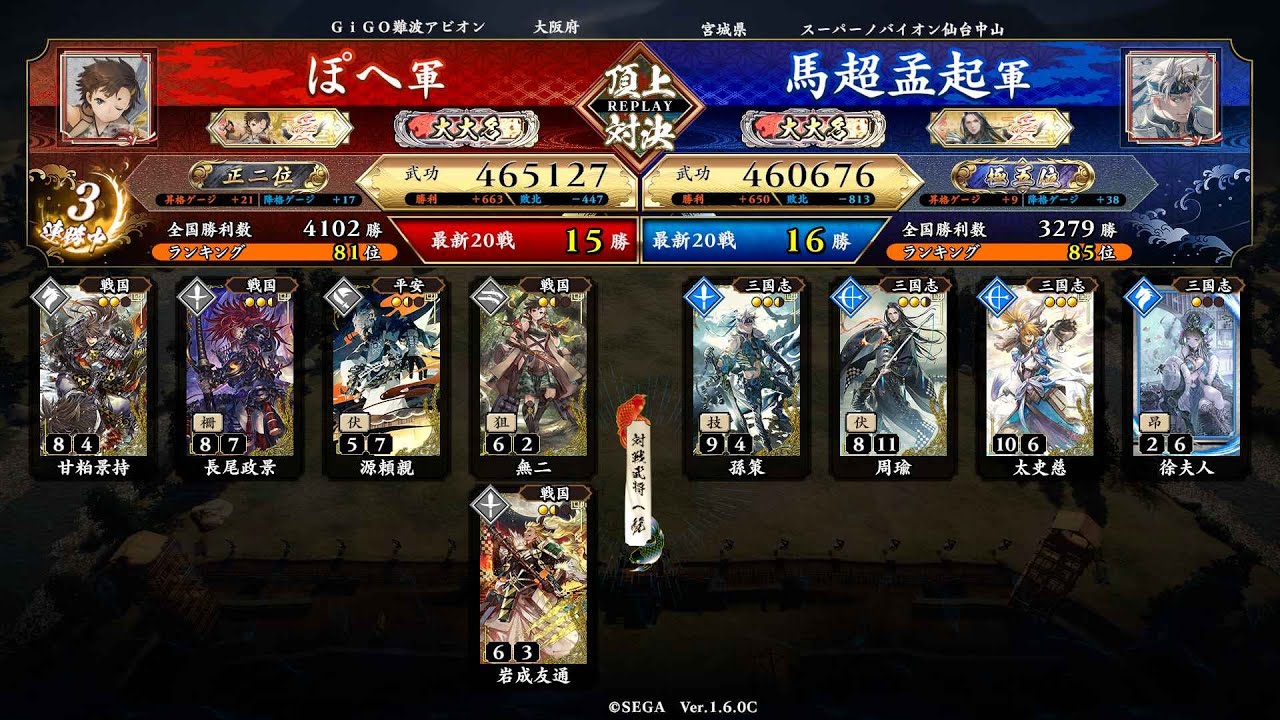 GiGO難波アビオン 大阪府
宮城県 スーパーノバイオン仙台中山
ぽへ軍
頂上
REPLAY
対決
馬超孟起軍
愛
大大名
大大名
愛
3
連勝中
正二位
昇格ゲージ +21 降格ゲージ +17
武功 465127
勝利 +663 敗北 -447
武功 460676
勝利 +650 敗北 -813
極五位
昇格ゲージ +9 降格ゲージ +38
全国勝利数 4102勝
ランキング 81位
最新20戦 15勝
最新20戦 16勝
全国勝利数 3279勝
ランキング 85位
戦国
戦国
平安
戦国
三国志
三国志
三国志
三国志
柵
伏
狙
技
伏
昂
8 4
8 7
5 7
6 2
9 4
8 11
10 6
2 6
甘粕景持
長尾政景
源頼親
無二
孫策
周瑜
太史慈
徐夫人
対戦武将一覧
戦国
6 3
岩成友通
©SEGA Ver.1.6.0C